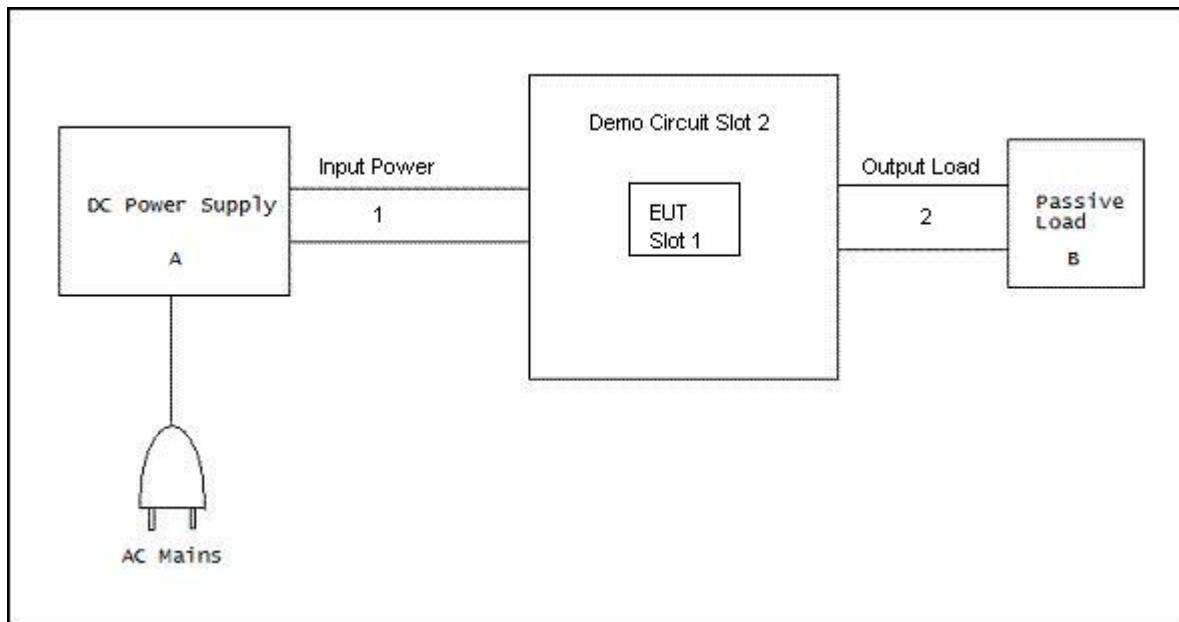 DC Power Supply
A
AC Mains
Input Power
1
Demo Circuit Slot 2
EUT
Slot 1
Output Load
2
Passive
Load
B